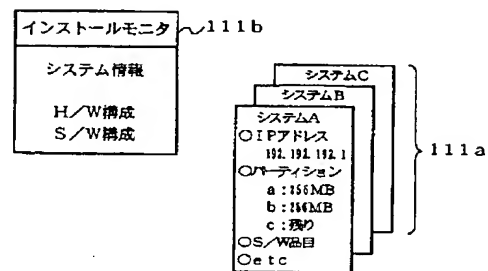 インストールモニタ
111b
システム情報
H/W構成
S/W構成
システムC
システムB
システムA
○IPアドレス
192.192.192.1
○パーティション
a:256MB
b:256MB
c:残り
○S/W品目
○etc
111a